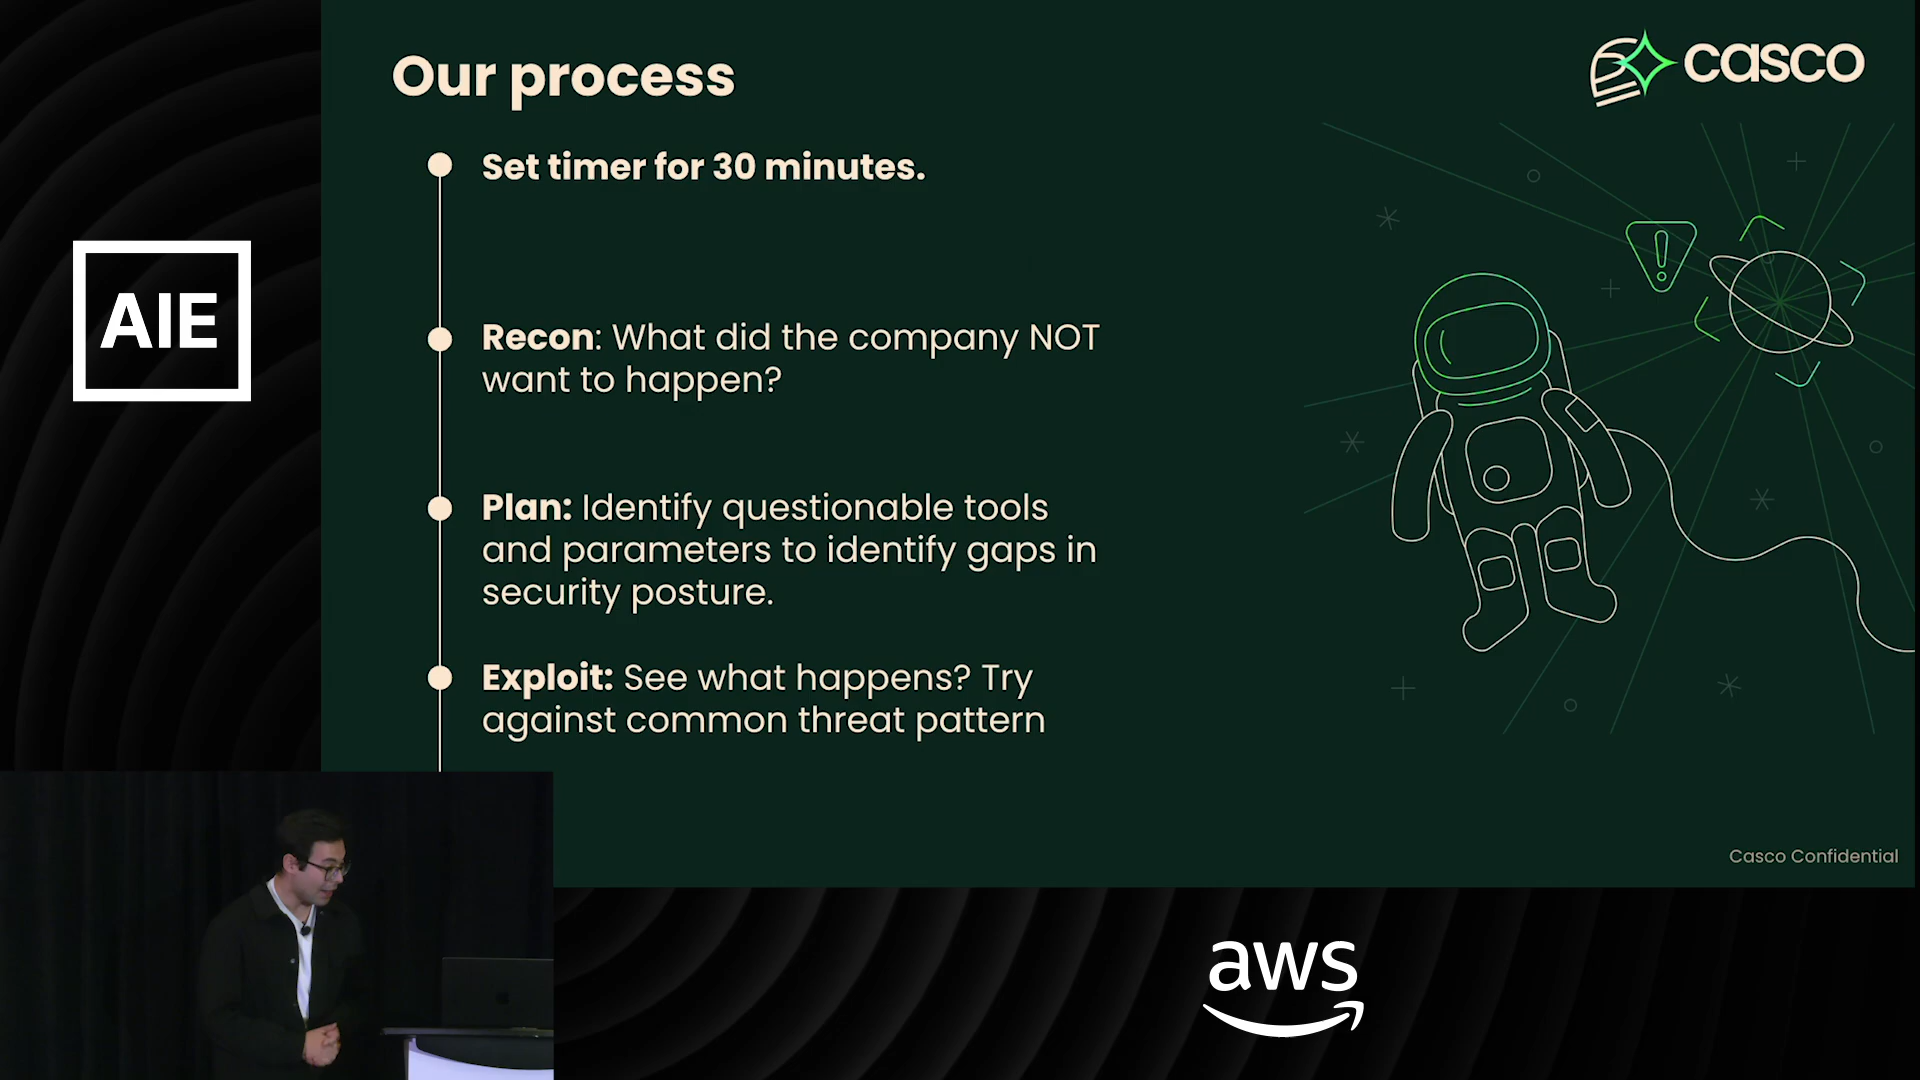 Our process
casco
Set timer for 30 minutes.
AIE
Recon: What did the company NOT
want to happen?
Plan: Identify questionable tools
and parameters to identify gaps in
security posture.
Exploit: See what happens? Try
against common threat pattern
Casco Confidential
aws